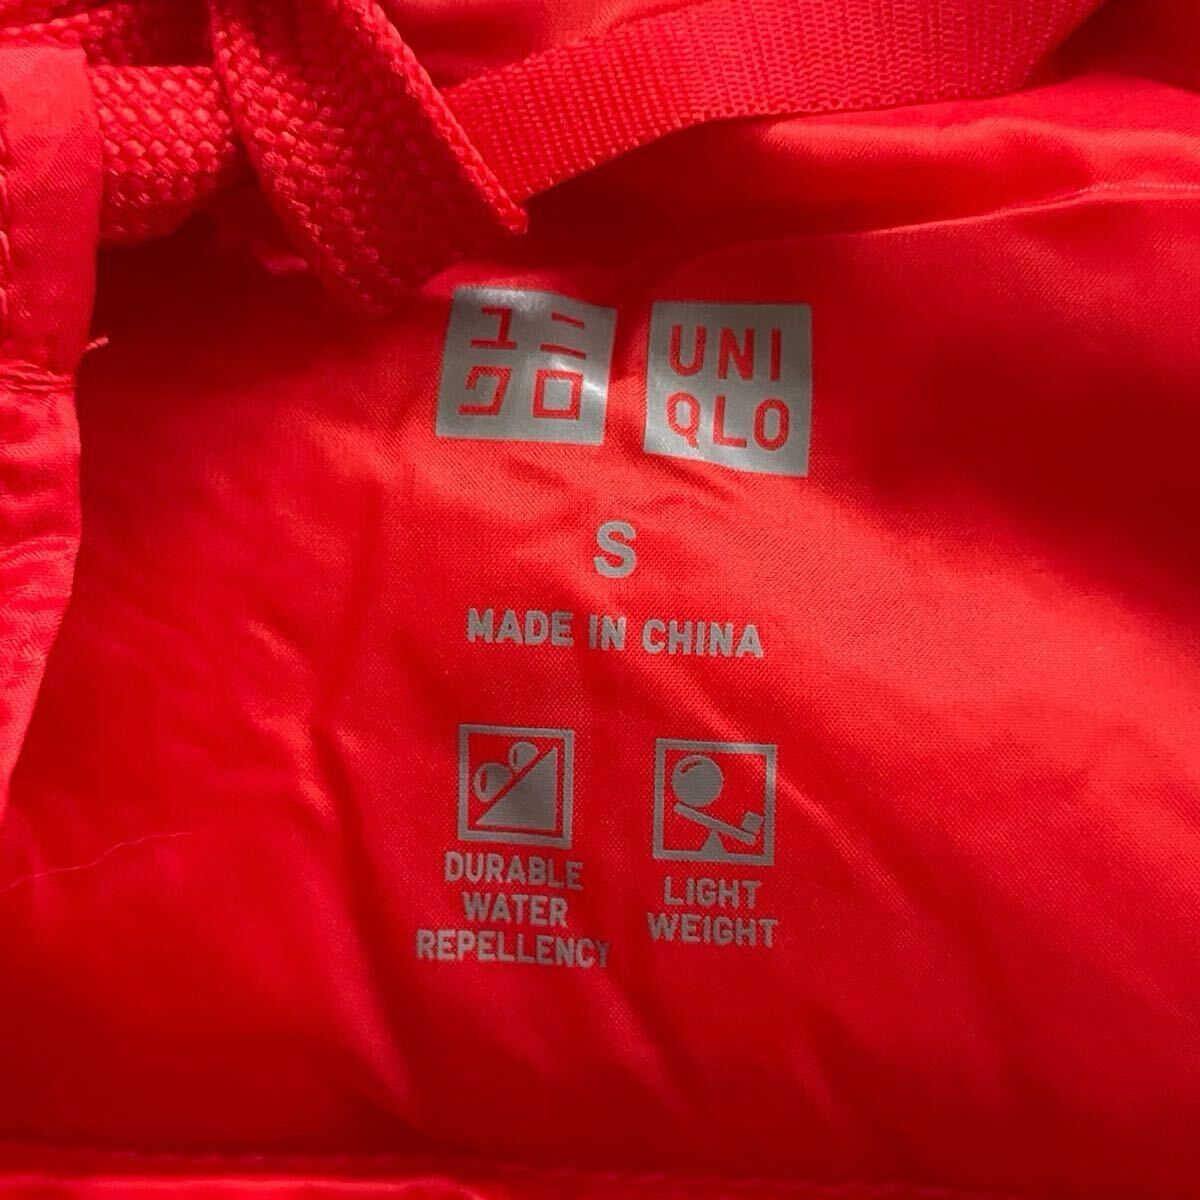 ユニ
クロ
UNI
QLO
S
MADE IN CHINA
DURABLE
WATER
REPELLENCY
LIGHT
WEIGHT